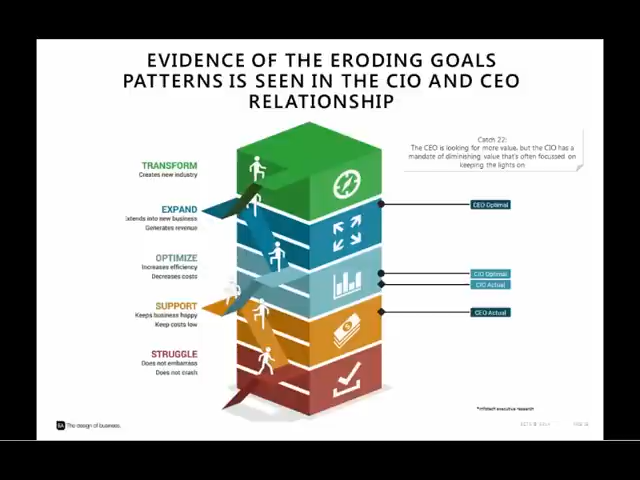 EVIDENCE OF THE ERODING GOALS
PATTERNS IS SEEN IN THE CIO AND CEO
RELATIONSHIP
Catch 22:
The CEO is looking for more value, but the CIO has a
mandate of diminishing value that's often focussed on
keeping the lights on
TRANSFORM
Creates new industry
EXPAND
Extends into new business
Generates revenue
OPTIMIZE
Increases efficiency
Decreases costs
SUPPORT
Keeps business happy
Keep costs low
STRUGGLE
Does not embarrass
Does not crash
CEO Optimal
CIO Optimal
CIO Actual
CEO Actual
*Infotech executive research
The design of business.